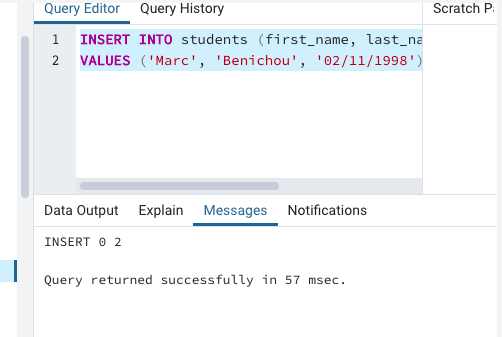 Query Editor Query History Scratch Pa
1 INSERT INTO students (first_name, last_na
2 VALUES ('Marc', 'Benichou', '02/11/1998')
Data Output Explain Messages Notifications
INSERT 0 2
Query returned successfully in 57 msec.